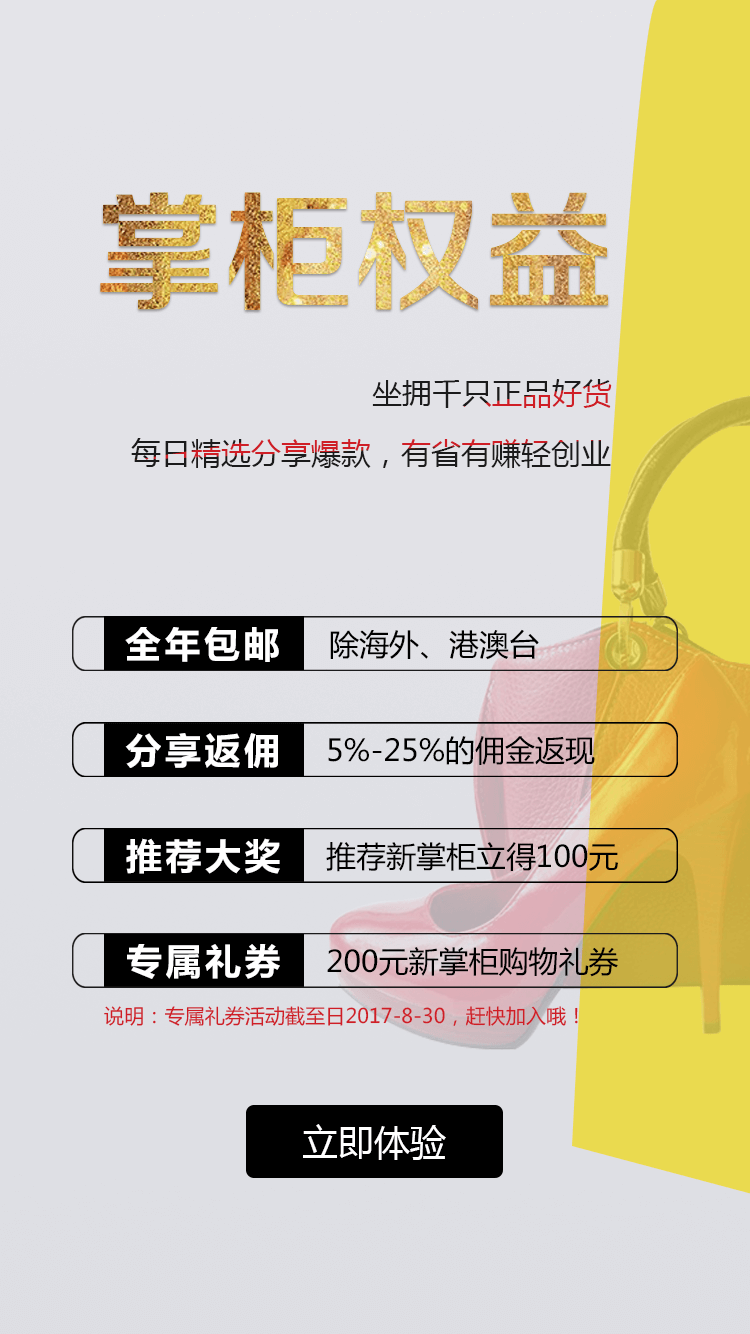 掌柜权益
坐拥千只正品好货
每日精选分享爆款，有省有赚轻创业
全年包邮 除海外、港澳台
分享返佣 5%-25%的佣金返现
推荐大奖 推荐新掌柜立得100元
专属礼券 200元新掌柜购物礼券
说明：专属礼券活动截至日2017-8-30，赶快加入哦！
立即体验